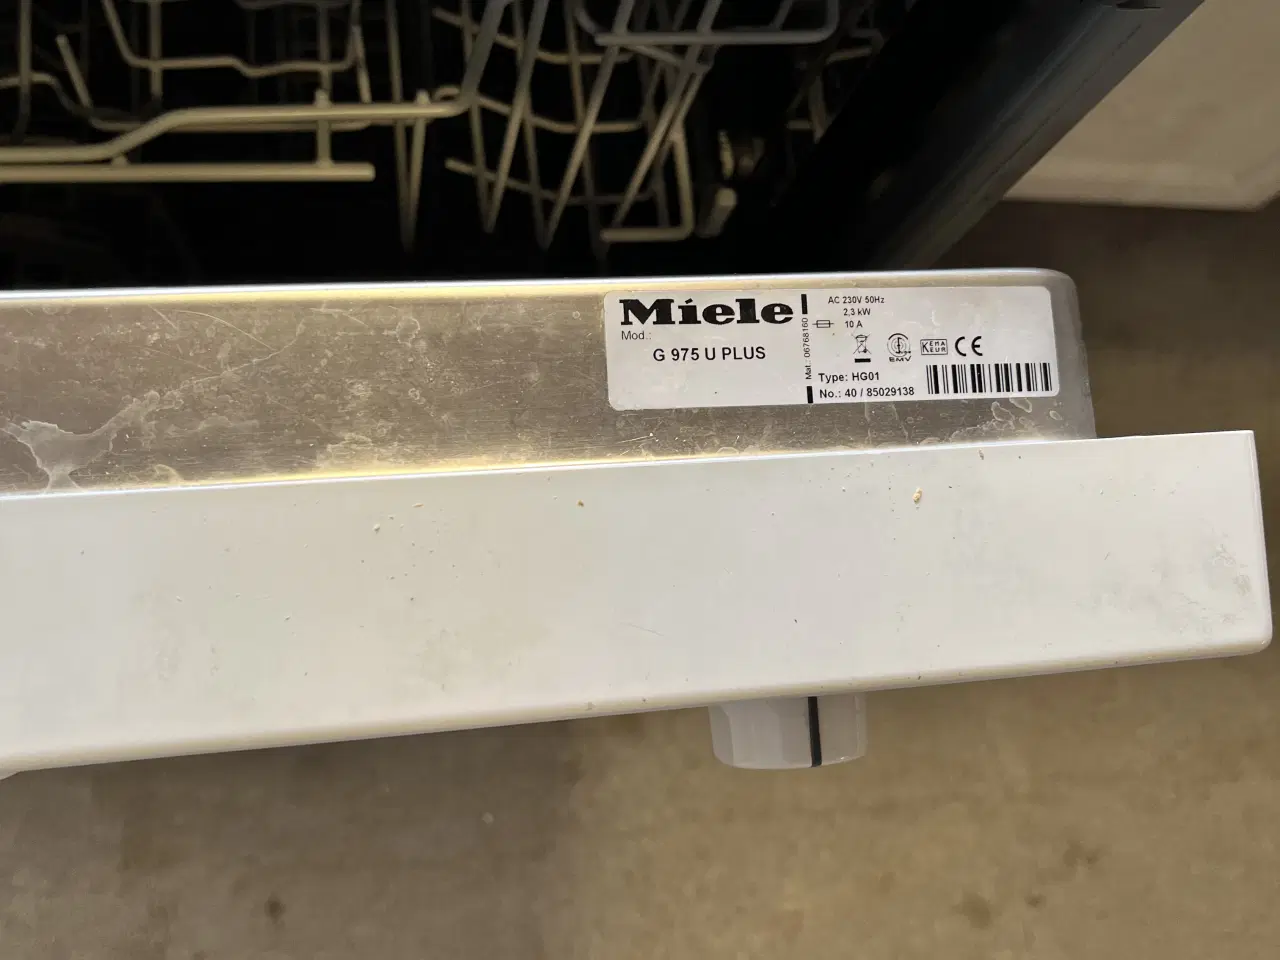 Miele
Mod.:
G 975 U PLUS
Mat.: 06768160
AC 230V 50Hz
2,3 kW
10 A
EMV
KEMA
KEUR
CE
Type: HG01
No.: 40 / 85029138